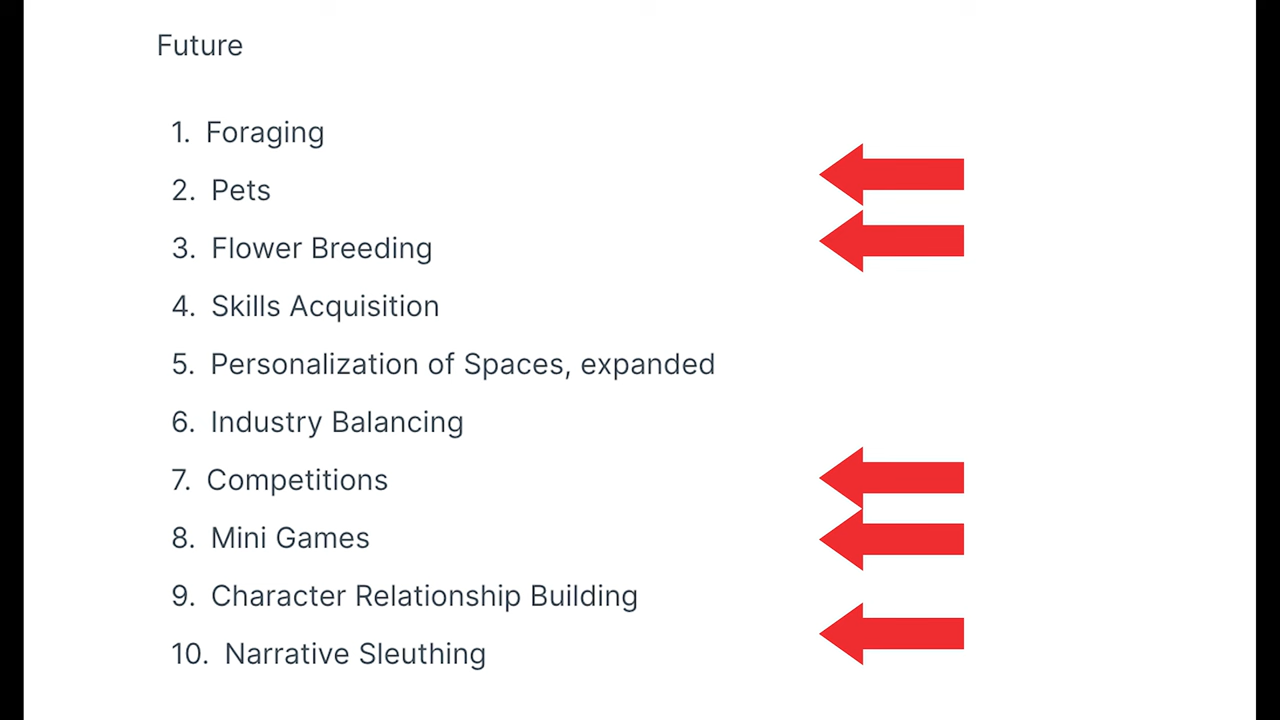 Future
1. Foraging
2. Pets
3. Flower Breeding
4. Skills Acquisition
5. Personalization of Spaces, expanded
6. Industry Balancing
7. Competitions
8. Mini Games
9. Character Relationship Building
10. Narrative Sleuthing